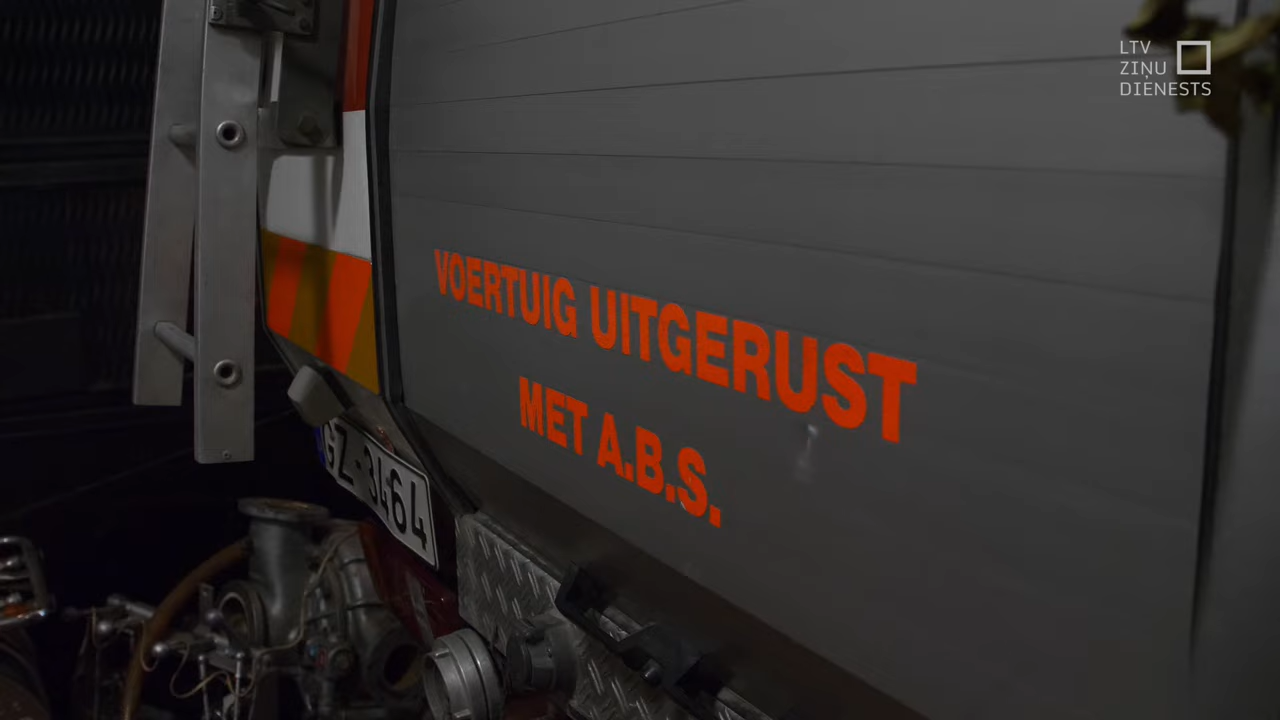 LTV
ZIŅU
DIENESTS
VOERTUIG UITGERUST
MET A.B.S.
GZ-3464